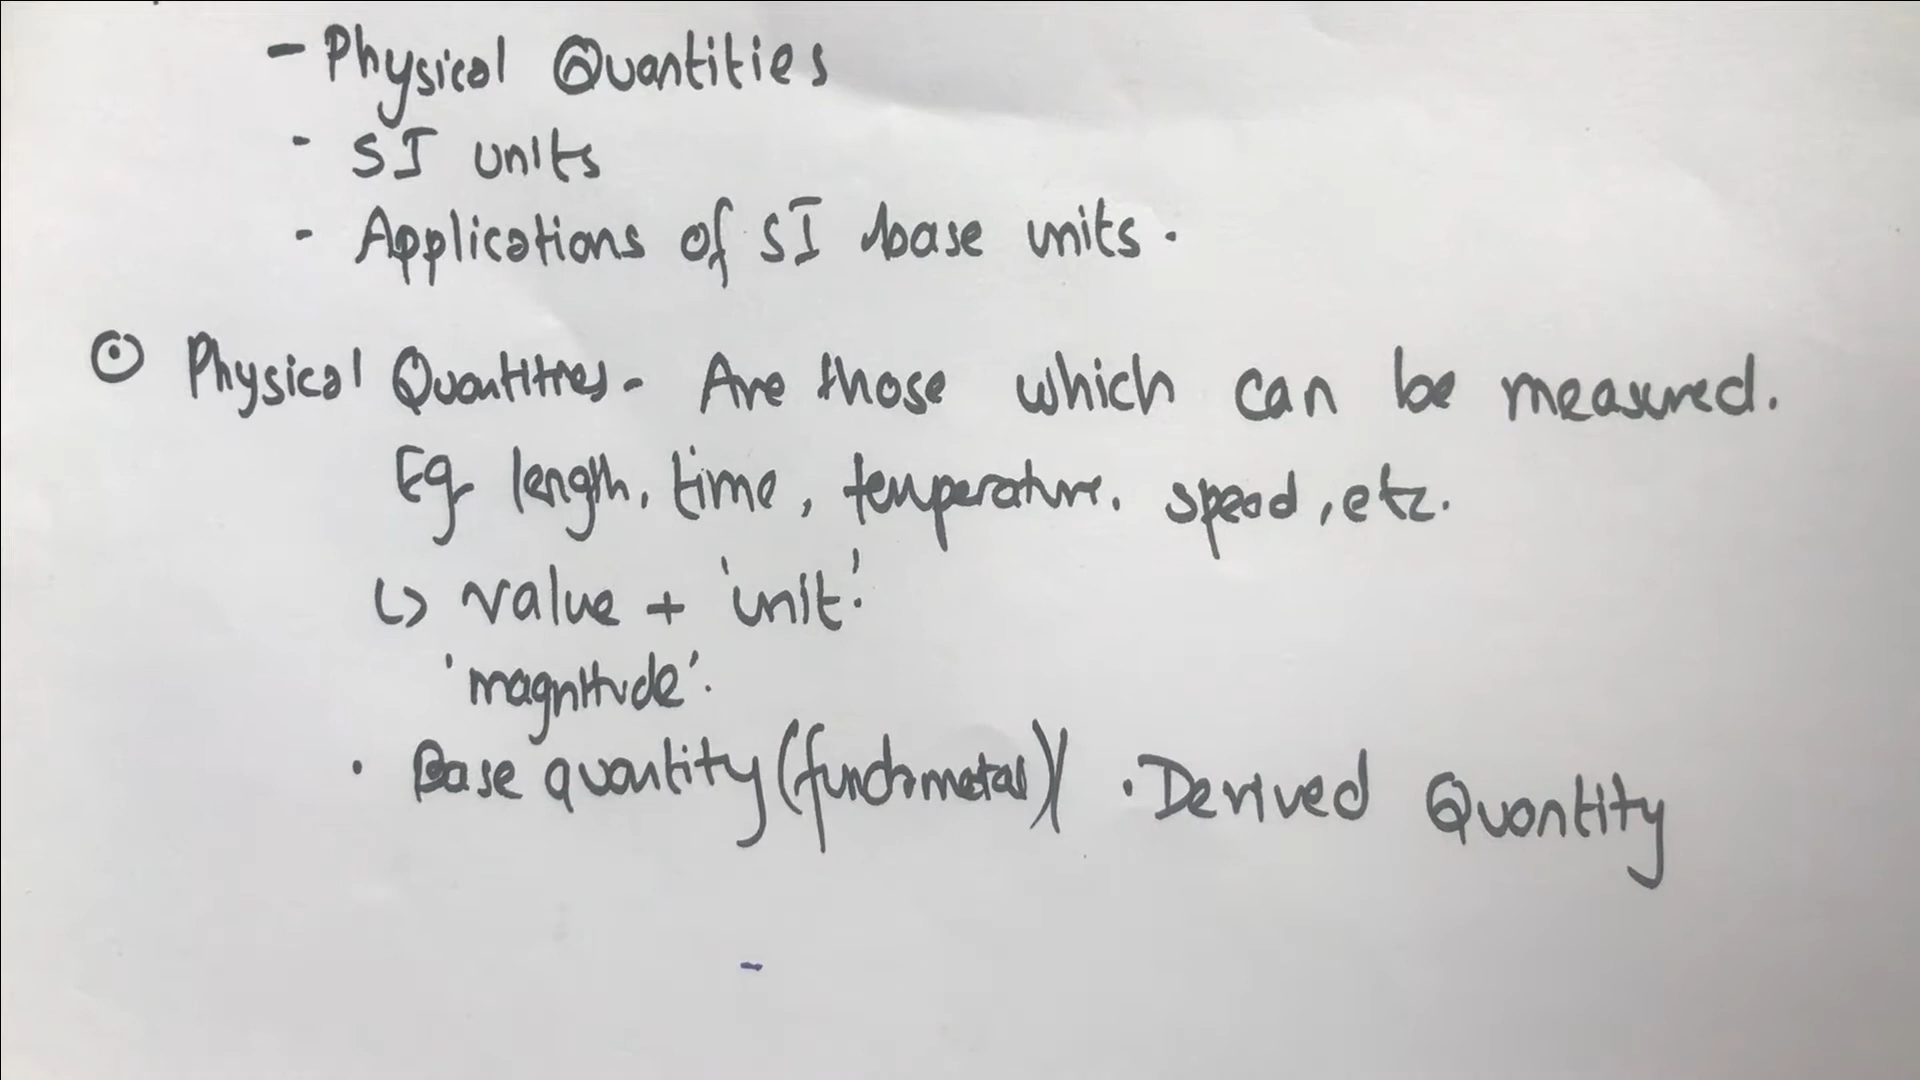 - Physical Quantities
- SI units
- Applications of SI base units.
⊙ Physical Quantities - Are those which can be measured.
Eg length, time, temperature, speed, etc.
↳ value + 'unit'.
'magnitude'.
• Base quantity (fundametal) • Derived Quantity